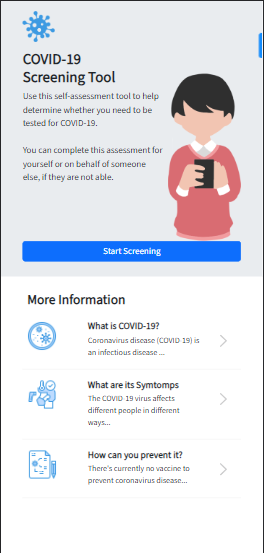 COVID-19
Screening Tool
Use this self-assessment tool to help
determine whether you need to be
tested for COVID-19.
You can complete this assessment for
yourself or on behalf of someone
else, if they are not able.
Start Screening
More Information
What is COVID-19?
Coronavirus disease (COVID 19) is
an infectious disease ...
What are its Symtomps
The COVID 19 virus affects
different people in different
ways...
How can you prevent it?
There's currently no vaccine to
prevent coronavirus disease...